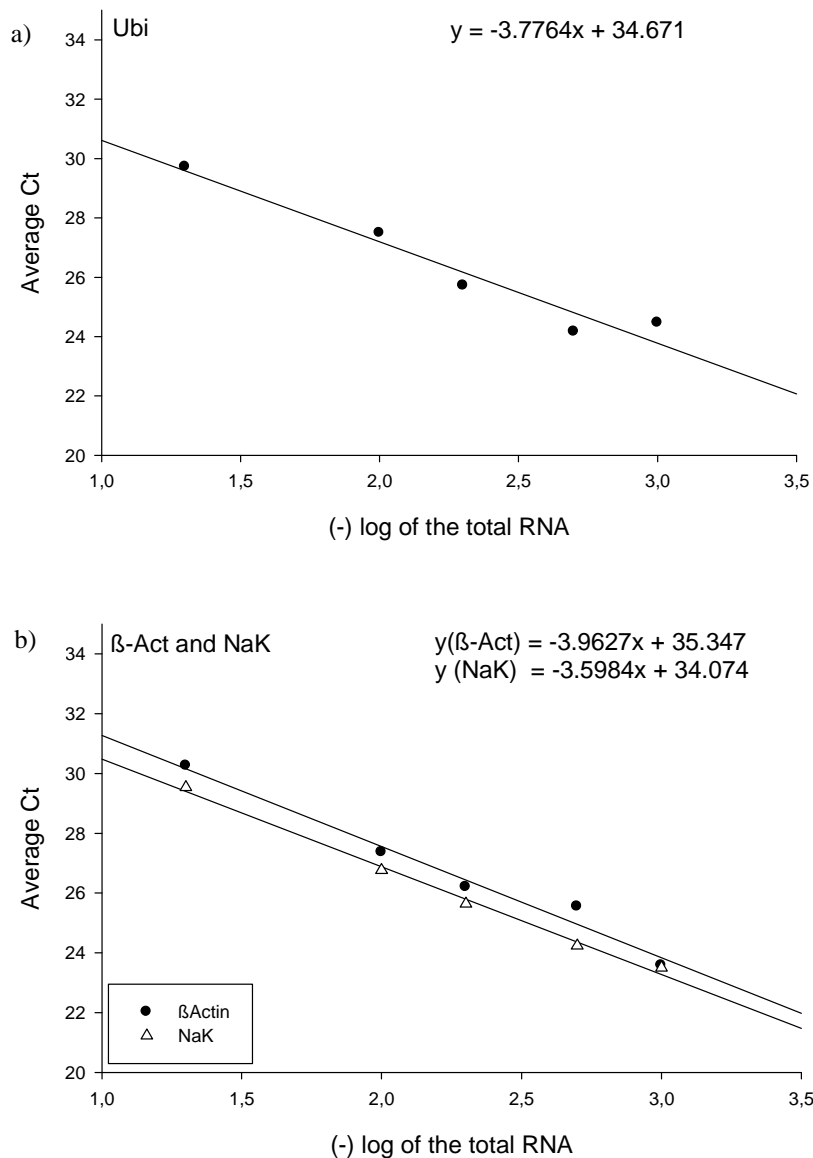 a)
Ubi
y = -3.7764x + 34.671
34
32
30
28
26
24
22
20
Average Ct
1,0 1,5 2,0 2,5 3,0 3,5
(-) log of the total RNA
b)
ß-Act and NaK
y(ß-Act) = -3.9627x + 35.347
y (NaK) = -3.5984x + 34.074
34
32
30
28
26
24
22
20
Average Ct
ßActin
NaK
1,0 1,5 2,0 2,5 3,0 3,5
(-) log of the total RNA